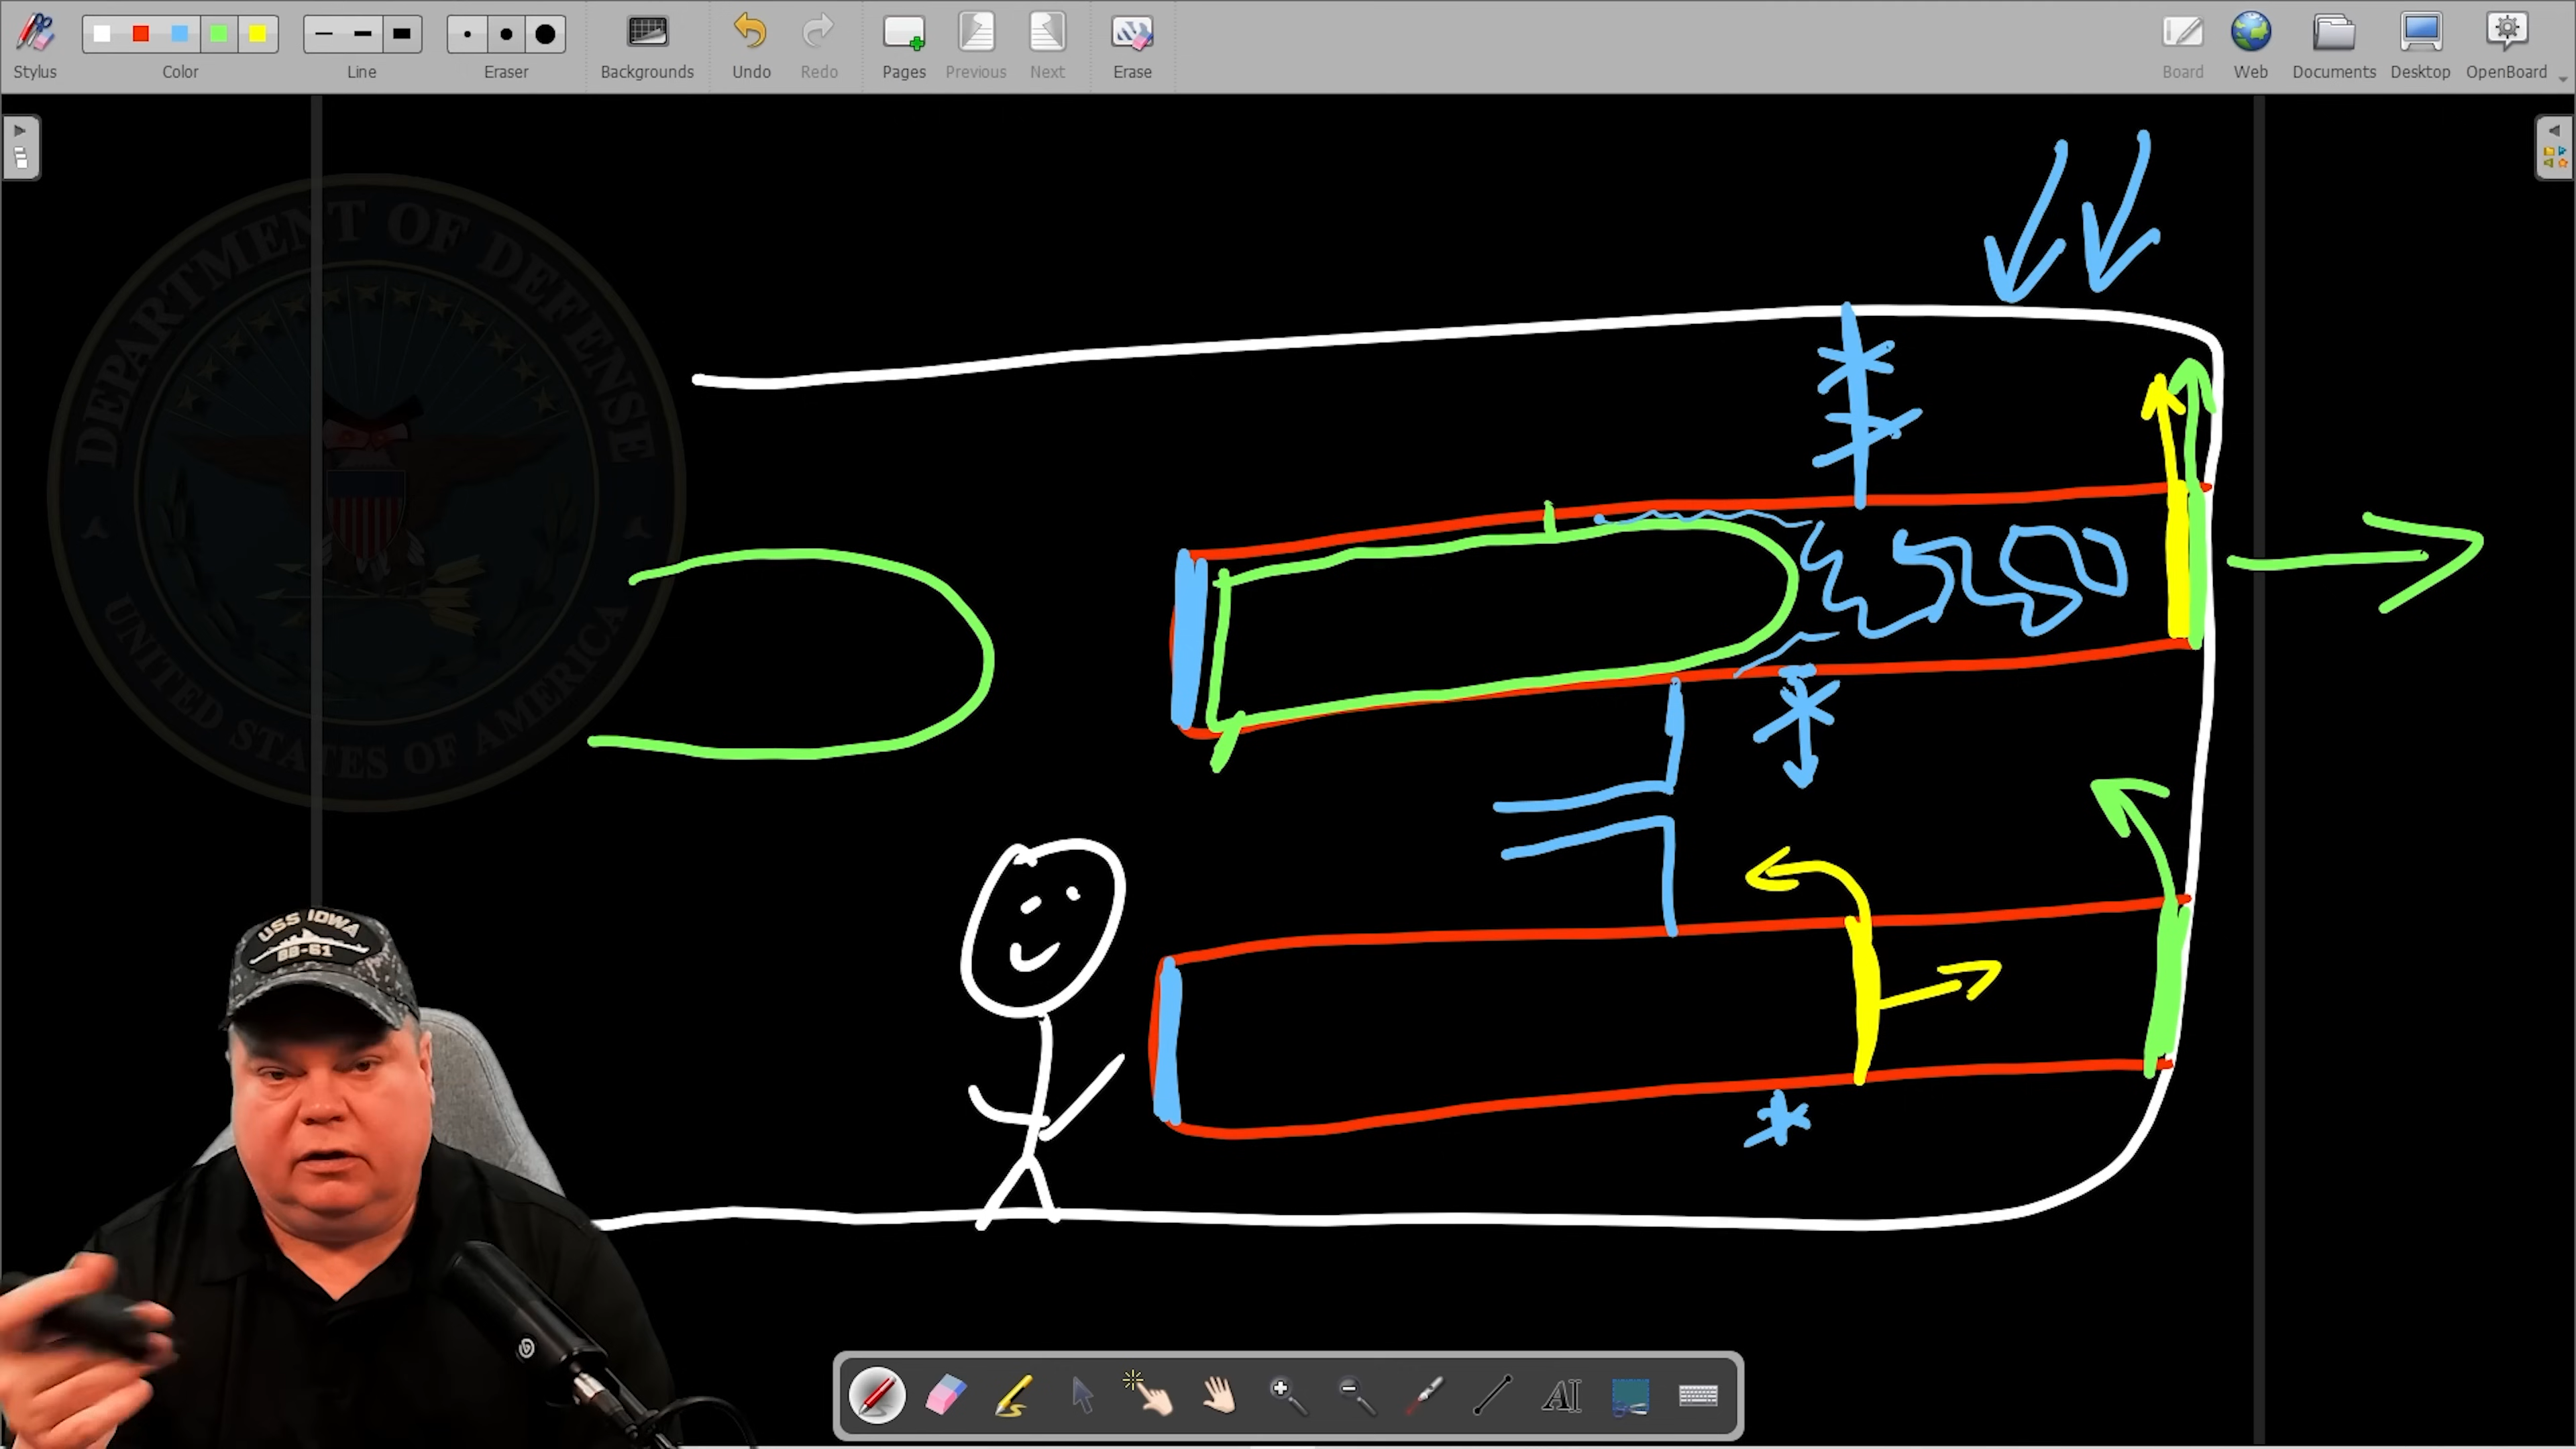 Stylus
Color
Line
Eraser
Backgrounds
Undo
Redo
Pages
Previous
Next
Erase
Board
Web
Documents
Desktop
OpenBoard
DEPARTMENT OF DEFENSE
UNITED STATES OF AMERICA
USS IOWA
BB-61
AI